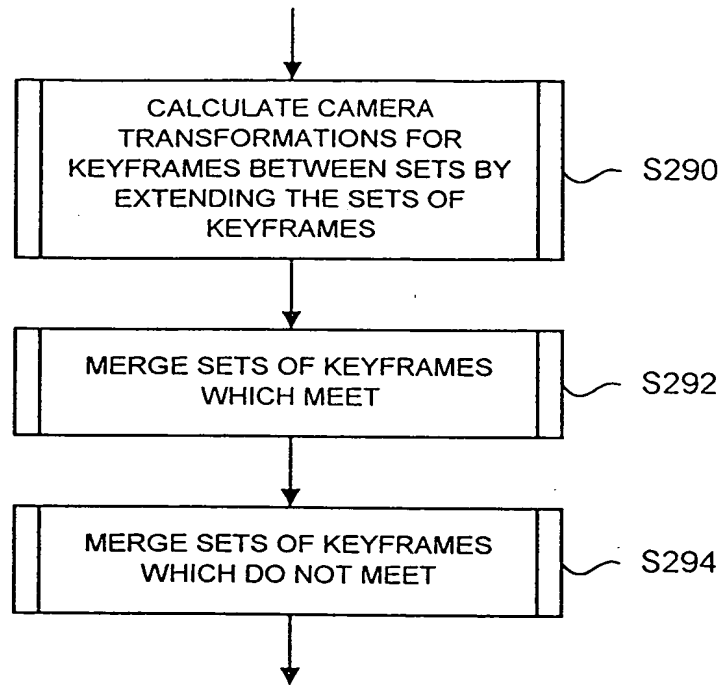 CALCULATE CAMERA
TRANSFORMATIONS FOR
KEYFRAMES BETWEEN SETS BY
EXTENDING THE SETS OF
KEYFRAMES
S290
MERGE SETS OF KEYFRAMES
WHICH MEET
S292
MERGE SETS OF KEYFRAMES
WHICH DO NOT MEET
S294